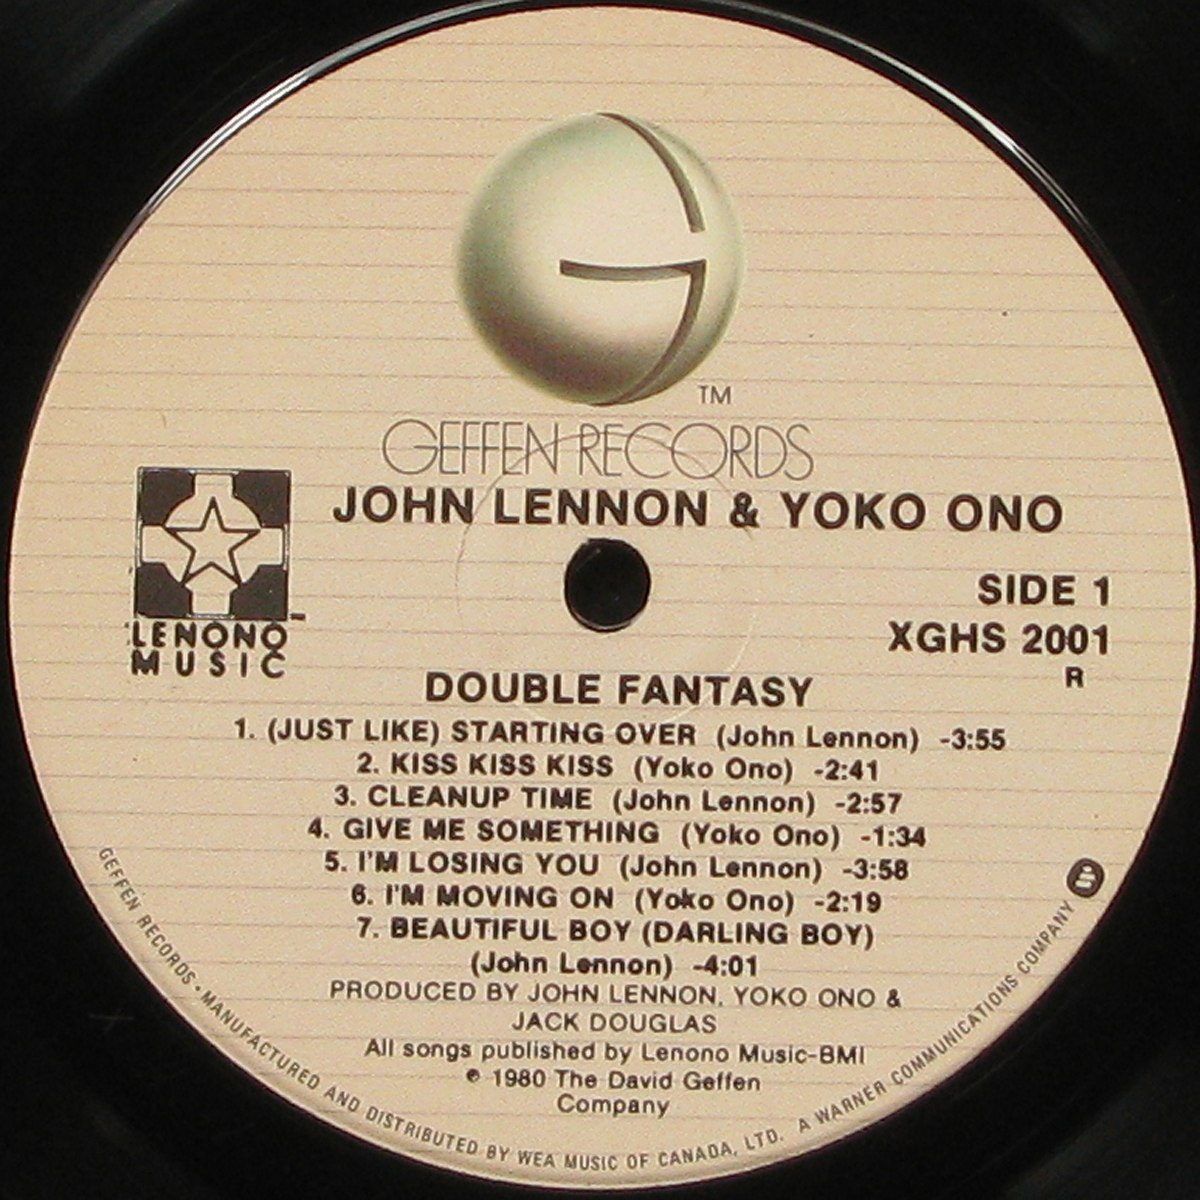 TM
GEFFEN RECORDS
JOHN LENNON & YOKO ONO
LENONO
MUSIC
SIDE 1
XGHS 2001
R
DOUBLE FANTASY
1. (JUST LIKE) STARTING OVER (John Lennon) -3:55
2. KISS KISS KISS (Yoko Ono) -2:41
3. CLEANUP TIME (John Lennon) -2:57
4. GIVE ME SOMETHING (Yoko Ono) -1:34
5. I'M LOSING YOU (John Lennon) -3:58
6. I'M MOVING ON (Yoko Ono) -2:19
7. BEAUTIFUL BOY (DARLING BOY)
(John Lennon) -4:01
PRODUCED BY JOHN LENNON, YOKO ONO &
JACK DOUGLAS
All songs published by Lenono Music-BMI
℗ 1980 The David Geffen
Company
GEFFEN RECORDS • MANUFACTURED AND DISTRIBUTED BY WEA MUSIC OF CANADA, LTD. A WARNER COMMUNICATIONS COMPANY